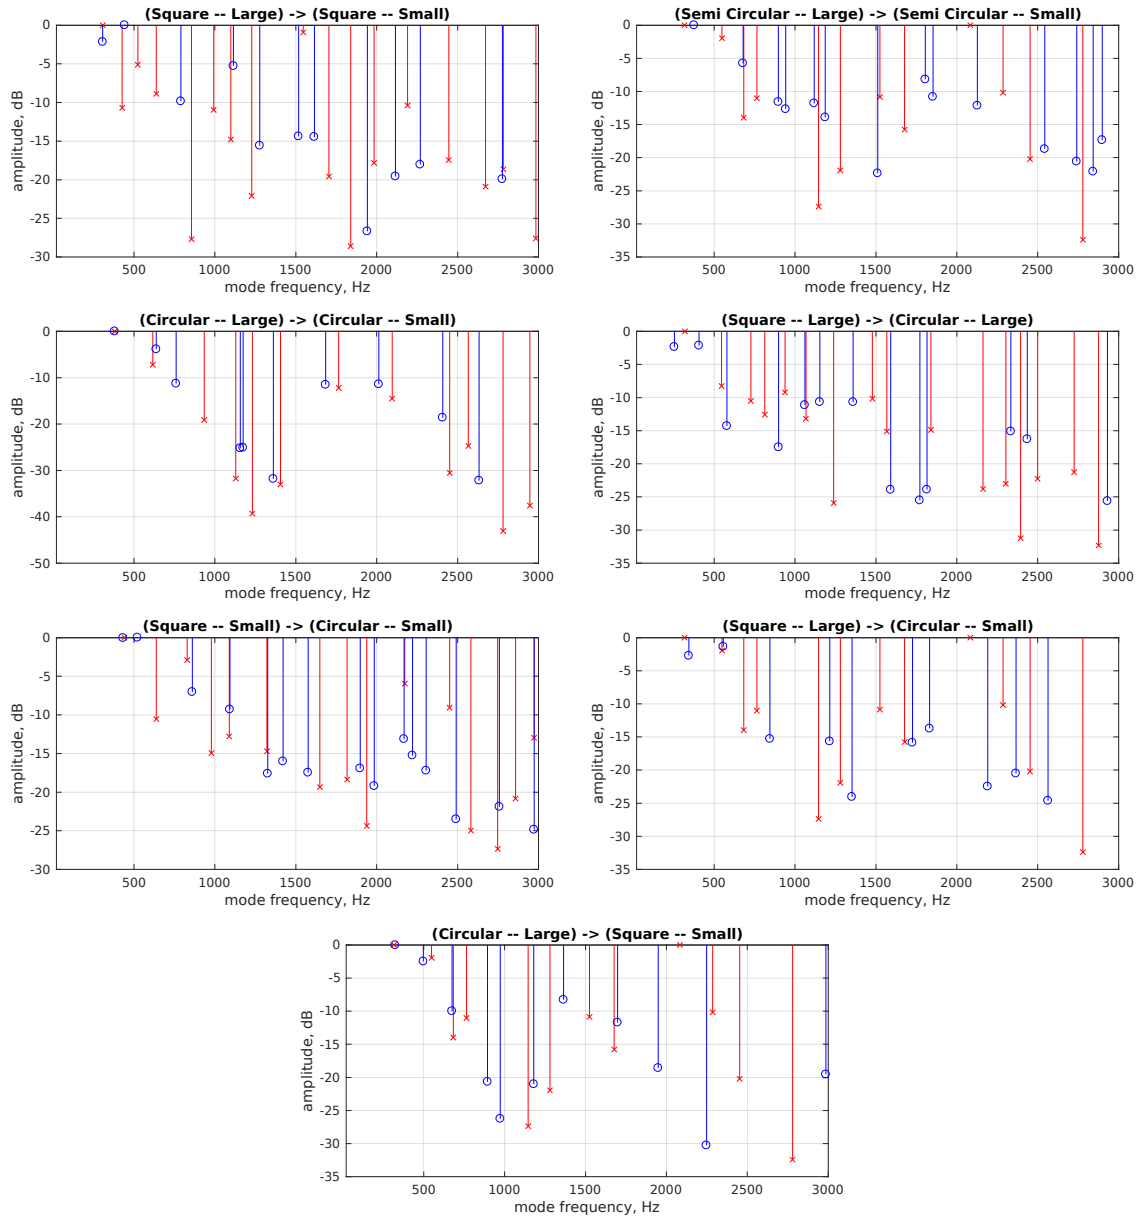 (Square -- Large) -> (Square -- Small)
0
-5
-10
-15
-20
-25
-30
amplitude, dB
500 1000 1500 2000 2500 3000
mode frequency, Hz
(Semi Circular -- Large) -> (Semi Circular -- Small)
0
-5
-10
-15
-20
-25
-30
-35
amplitude, dB
500 1000 1500 2000 2500 3000
mode frequency, Hz
(Circular -- Large) -> (Circular -- Small)
0
-10
-20
-30
-40
-50
amplitude, dB
500 1000 1500 2000 2500 3000
mode frequency, Hz
(Square -- Large) -> (Circular -- Large)
0
-5
-10
-15
-20
-25
-30
-35
amplitude, dB
500 1000 1500 2000 2500 3000
mode frequency, Hz
(Square -- Small) -> (Circular -- Small)
0
-5
-10
-15
-20
-25
-30
amplitude, dB
500 1000 1500 2000 2500 3000
mode frequency, Hz
(Square -- Large) -> (Circular -- Small)
0
-5
-10
-15
-20
-25
-30
-35
amplitude, dB
500 1000 1500 2000 2500 3000
mode frequency, Hz
(Circular -- Large) -> (Square -- Small)
0
-5
-10
-15
-20
-25
-30
-35
amplitude, dB
500 1000 1500 2000 2500 3000
mode frequency, Hz